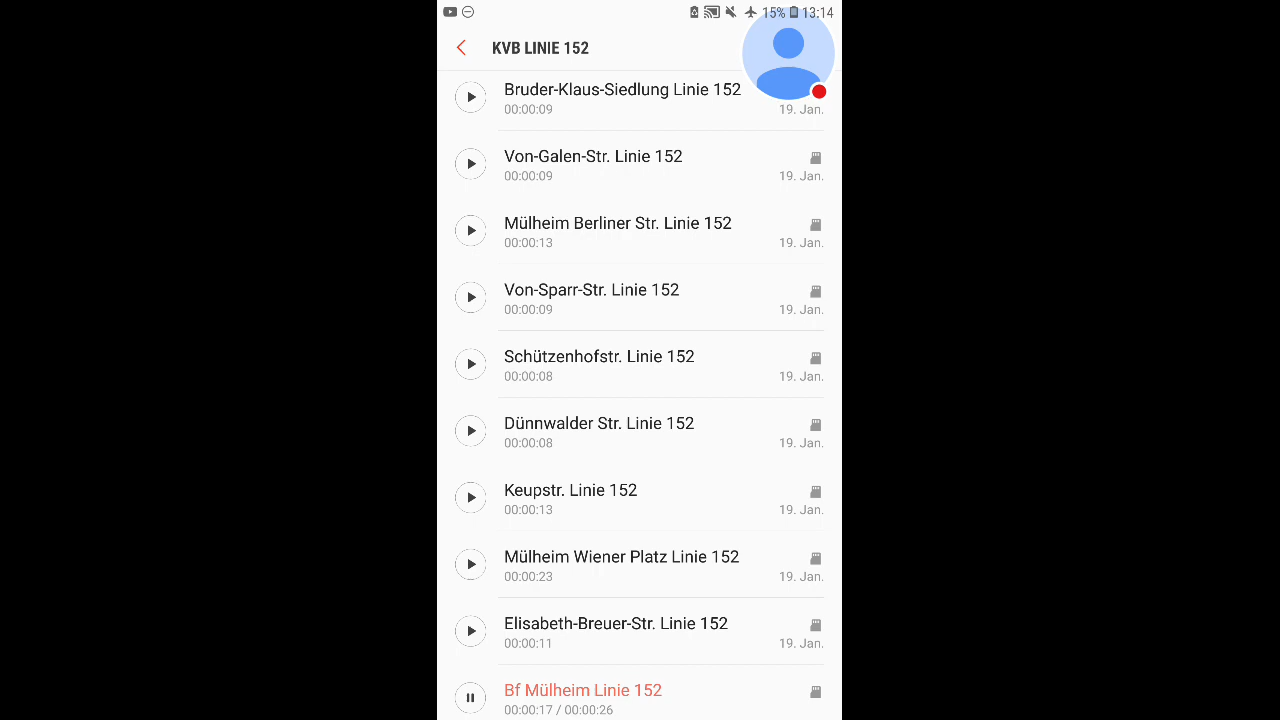 15% 13:14
KVB LINIE 152
Bruder-Klaus-Siedlung Linie 152
00:00:09 19. Jan.
Von-Galen-Str. Linie 152
00:00:09 19. Jan.
Mülheim Berliner Str. Linie 152
00:00:13 19. Jan.
Von-Sparr-Str. Linie 152
00:00:09 19. Jan.
Schützenhofstr. Linie 152
00:00:08 19. Jan.
Dünnwalder Str. Linie 152
00:00:08 19. Jan.
Keupstr. Linie 152
00:00:13 19. Jan.
Mülheim Wiener Platz Linie 152
00:00:23 19. Jan.
Elisabeth-Breuer-Str. Linie 152
00:00:11 19. Jan.
Bf Mülheim Linie 152
00:00:17 / 00:00:26